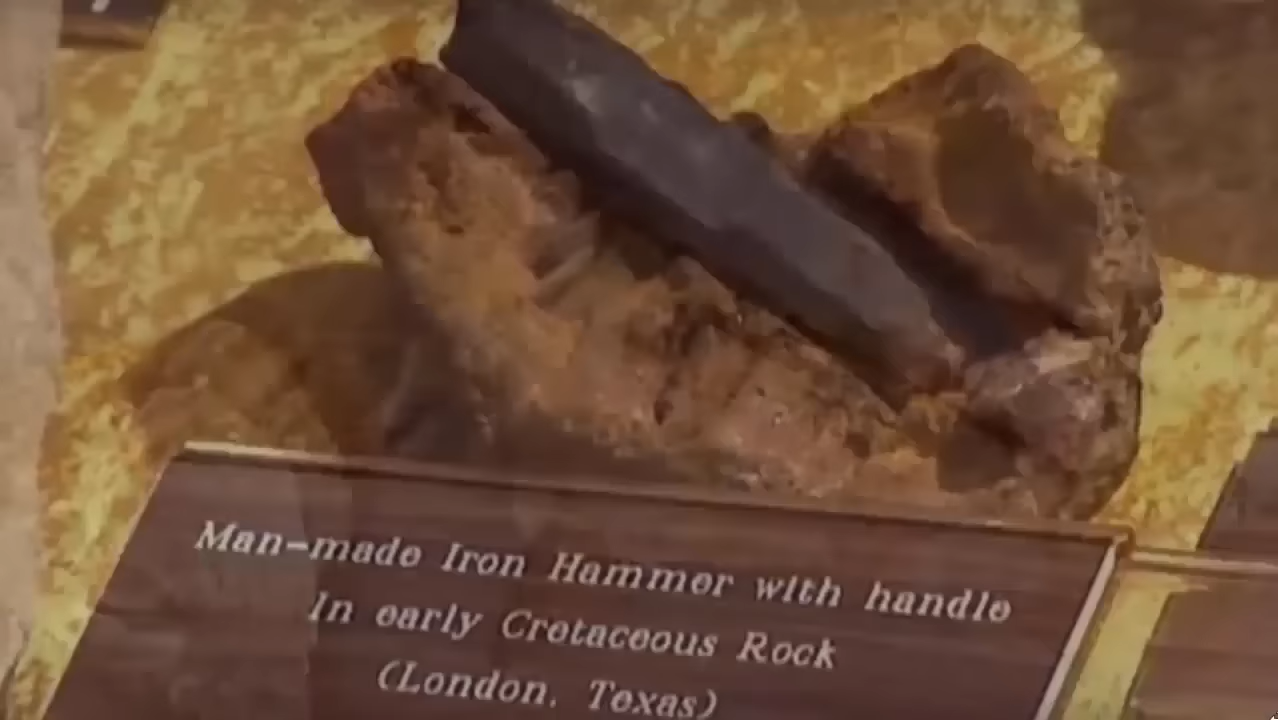 Man-made Iron Hammer with handle
In early Cretaceous Rock
(London. Texas)